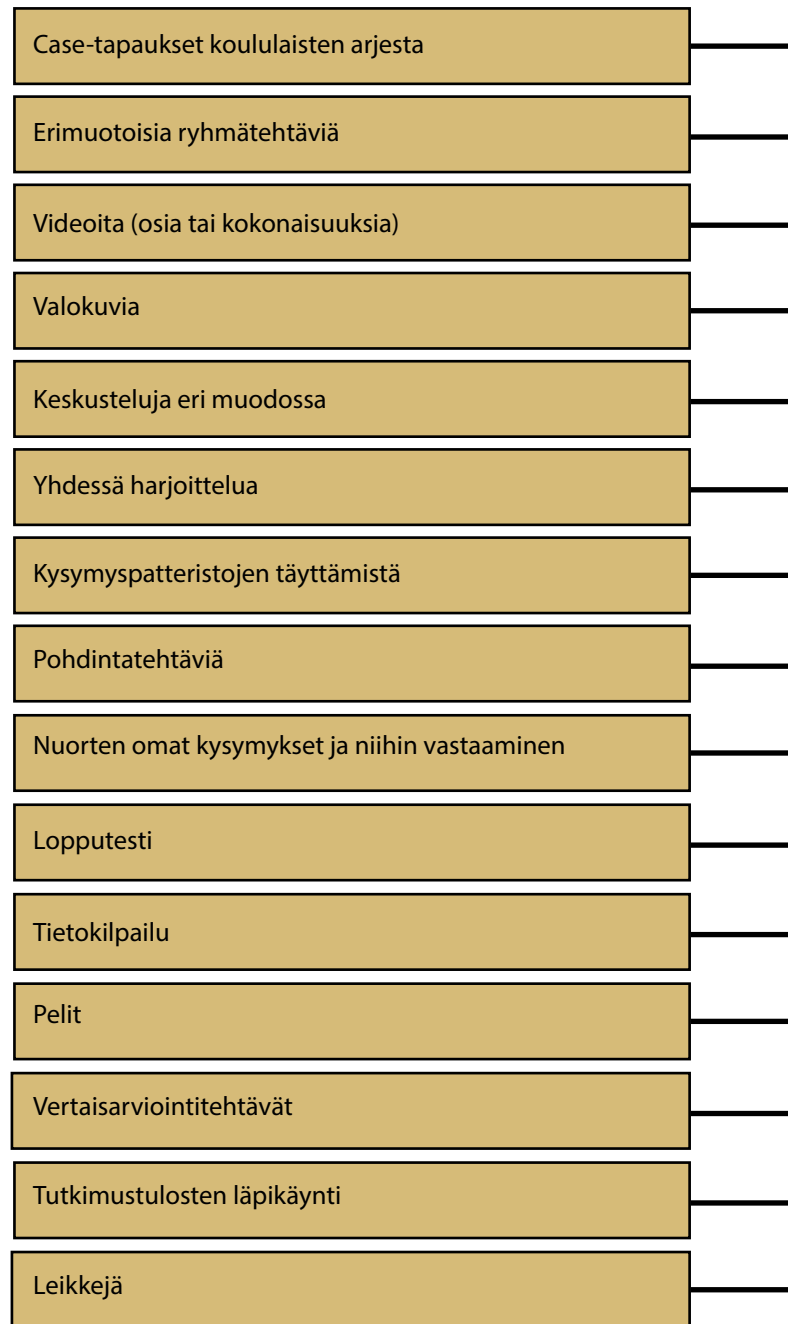 Case-tapaukset koululaisten arjesta
Erimuotoisia ryhmätehtäviä
Videoita (osia tai kokonaisuuksia)
Valokuvia
Keskusteluja eri muodossa
Yhdessä harjoittelua
Kysymyspatteristojen täyttämistä
Pohdintatehtäviä
Nuorten omat kysymykset ja niihin vastaaminen
Lopputesti
Tietokilpailu
Pelit
Vertaisarviointitehtävät
Tutkimustulosten läpikäynti
Leikkejä